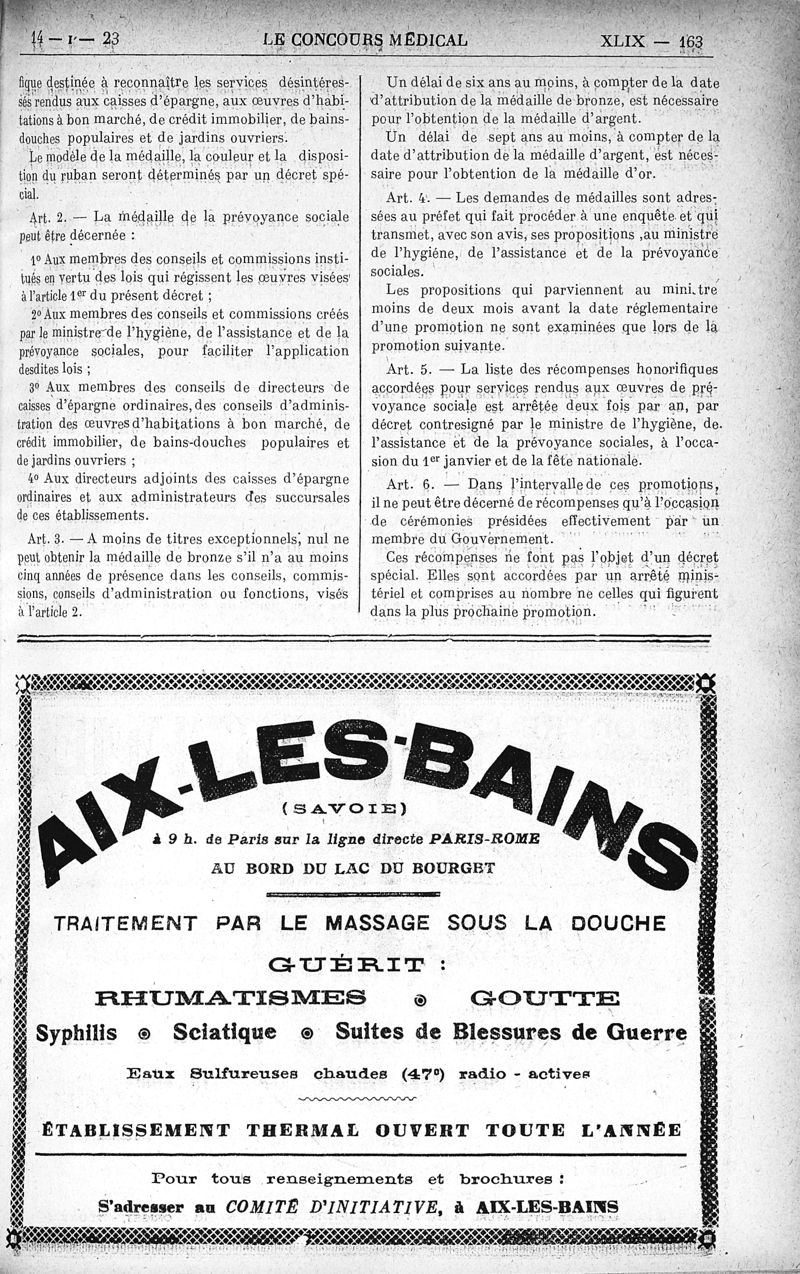 14 — I — 23 LE CONCOURS MÉDICAL XLIX — 163
fique destinée à reconnaître les services désintéres-
sés rendus aux caisses d'épargne, aux œuvres d'habi-
tations à bon marché, de crédit immobilier, de bains-
douches populaires et de jardins ouvriers.
Le modèle de la médaille, la couleur et la disposi-
tion du ruban seront déterminés par un décret spé-
cial.
Art. 2. — La médaille de la prévoyance sociale
peut être décernée :
1° Aux membres des conseils et commissions insti-
tués en vertu des lois qui régissent les œuvres visées
à l'article 1er du présent décret ;
2° Aux membres des conseils et commissions créés
par le ministre de l'hygiène, de l'assistance et de la
prévoyance sociales, pour faciliter l'application
desdites lois ;
3° Aux membres des conseils de directeurs de
caisses d'épargne ordinaires, des conseils d'adminis-
tration des œuvres d'habitations à bon marché, de
crédit immobilier, de bains-douches populaires et
de jardins ouvriers ;
4° Aux directeurs adjoints des caisses d'épargne
ordinaires et aux administrateurs des succursales
de ces établissements.
Art. 3. — A moins de titres exceptionnels, nul ne
peut obtenir la médaille de bronze s'il n'a au moins
cinq années de présence dans les conseils, commis-
sions, conseils d'administration ou fonctions, visés
à l'article 2.
Un délai de six ans au moins, à compter de la date
d'attribution de la médaille de bronze, est nécessaire
pour l'obtention de la médaille d'argent.
Un délai de sept ans au moins, à compter de la
date d'attribution de la médaille d'argent, est néces-
saire pour l'obtention de la médaille d'or.
Art. 4. — Les demandes de médailles sont adres-
sées au préfet qui fait procéder à une enquête et qui
transmet, avec son avis, ses propositions ,au ministre
de l'hygiéne, de l'assistance et de la prévoyance
sociales.
Les propositions qui parviennent au ministre
moins de deux mois avant la date réglementaire
d'une promotion ne sont examinées que lors de la
promotion suivante.
Art. 5. — La liste des récompenses honorifiques
accordées pour services rendus aux œuvres de pré-
voyance sociale est arrêtée deux fois par an, par
décret contresigné par le ministre de l'hygiène, de
l'assistance et de la prévoyance sociales, à l'occa-
sion du 1er janvier et de la fête nationale.
Art. 6. — Dans l'intervalle de ces promotions,
il ne peut être décerné de récompenses qu'à l'occasion
de cérémonies présidées effectivement par un
membre du Gouvernement.
Ces récompenses ne font pas l'objet d'un décret
spécial. Elles sont accordées par un arrêté minis-
tériel et comprises au nombre ne celles qui figurent
dans la plus prochaine promotion.
AIX-LES-BAINS
(SAVOIE)
à 9 h. de Paris sur la ligne directe PARIS-ROME
AU BORD DU LAC DU BOURGET
TRAITEMENT PAR LE MASSAGE SOUS LA DOUCHE
GUÉRIT :
RHUMATISMES GOUTTE
Syphilis Sciatique Suites de Blessures de Guerre
Eaux Sulfureuses chaudes (47°) radio - actives
ÉTABLISSEMENT THERMAL OUVERT TOUTE L'ANNÉE
Pour tous renseignements et brochures :
S'adresser au COMITÉ D'INITIATIVE, à AIX-LES-BAINS